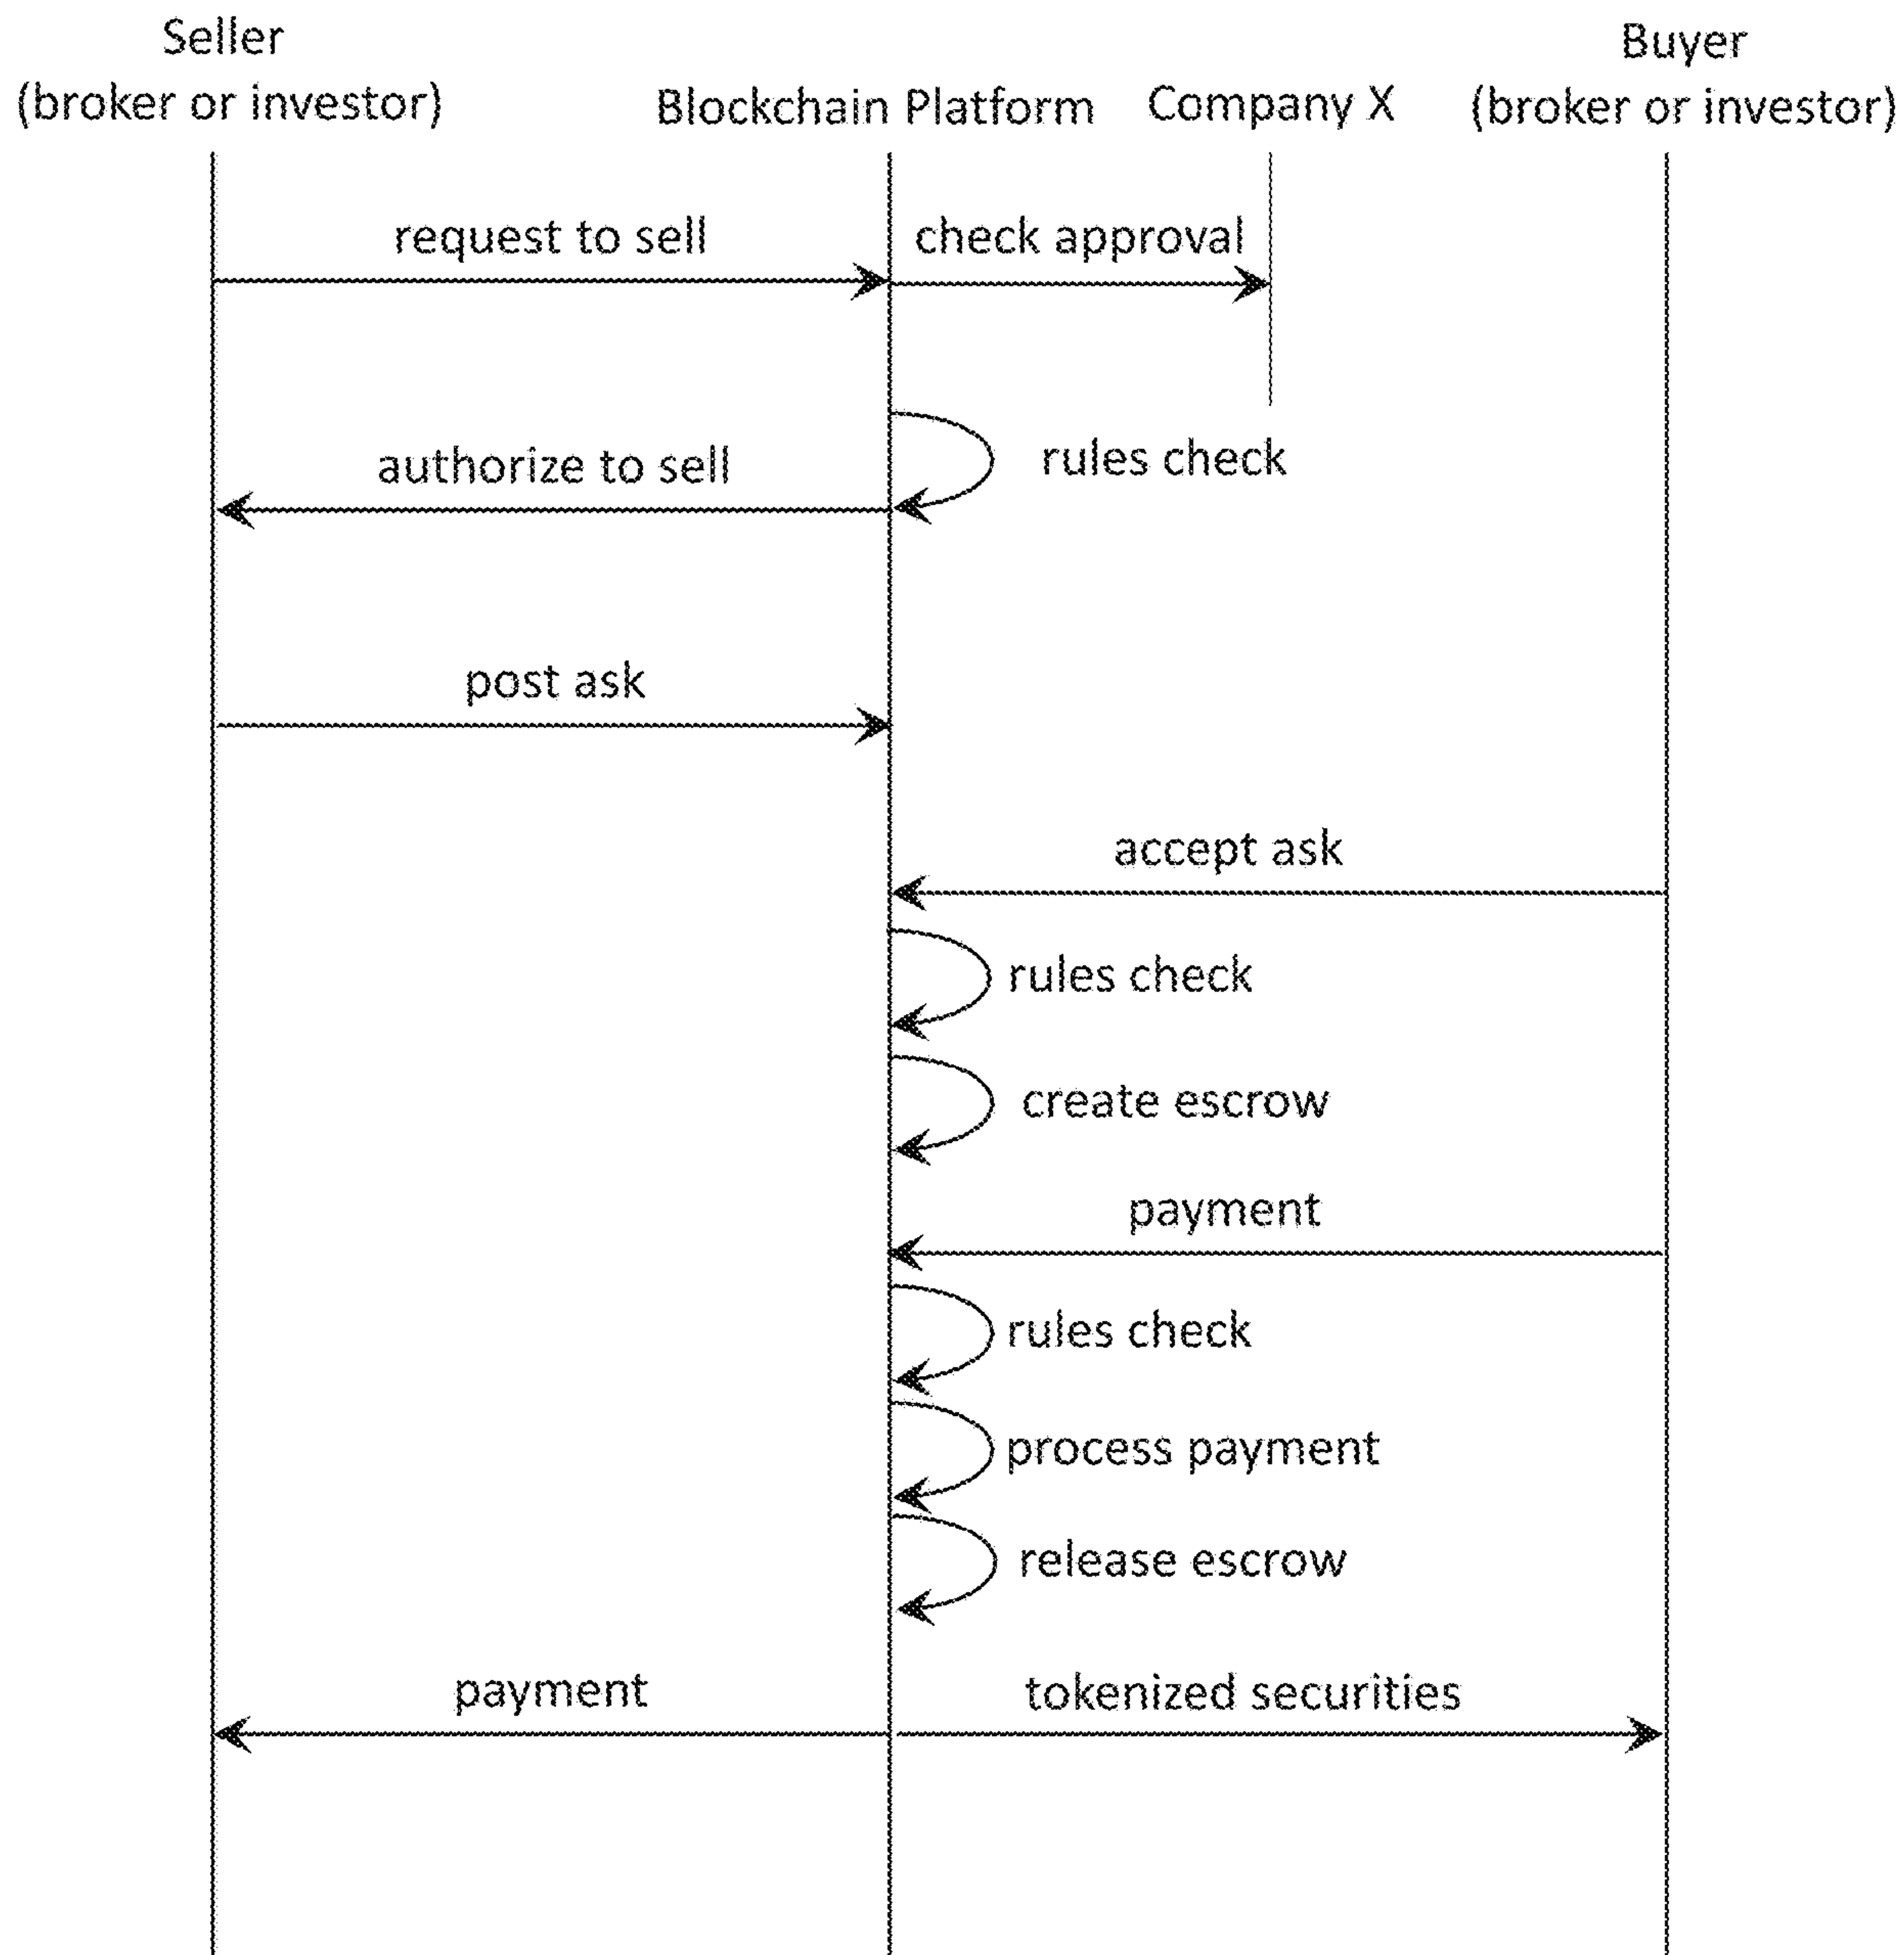 Seller
(broker or investor)
Blockchain Platform
Company X
Buyer
(broker or investor)
request to sell
check approval
authorize to sell
rules check
post ask
accept ask
rules check
create escrow
payment
rules check
process payment
release escrow
payment
tokenized securities